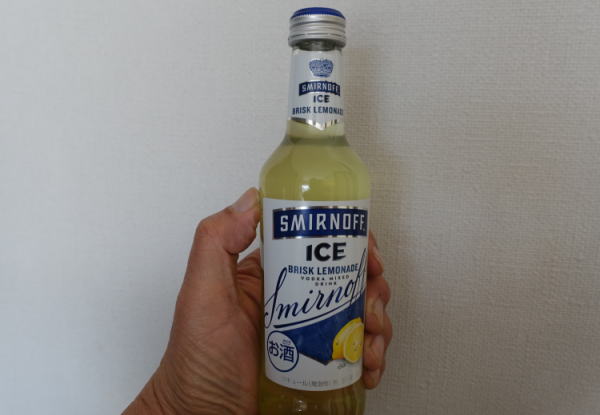 SMIRNOFF
ICE
BRISK LEMONADE
SMIRNOFF
ICE
BRISK LEMONADE
VODKA MIXED
DRINK
Smirnoff
お酒